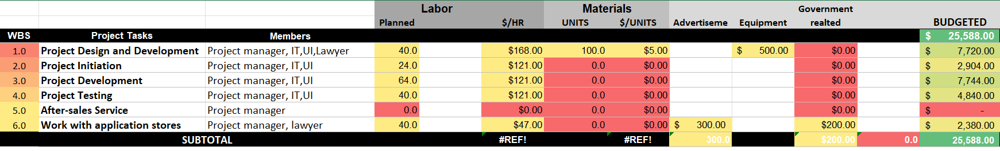 Labor Materials Government
Planned $/HR UNITS $/UNITS Advertiseme Equipment realted BUDGETED
WBS Project Tasks Members $ 25,588.00
1.0 Project Design and Development Project manager, IT,UI,Lawyer 40.0 $168.00 100.0 $5.00 $ 500.00 $0.00 $ 7,720.00
2.0 Project Initiation Project manager, IT,UI 24.0 $121.00 0.0 $0.00 $0.00 $ 2,904.00
3.0 Project Development Project manager, IT,UI 64.0 $121.00 0.0 $0.00 $0.00 $ 7,744.00
4.0 Project Testing Project manager, IT,UI 40.0 $121.00 0.0 $0.00 $0.00 $ 4,840.00
5.0 After-sales Service Project manager 0.0 $0.00 0.0 $0.00 $0.00 $ -
6.0 Work with application stores Project manager, lawyer 40.0 $47.00 0.0 $0.00 $ 300.00 $200.00 $ 2,380.00
SUBTOTAL #REF! #REF! 300.0 $200.00 0.0 25,588.00